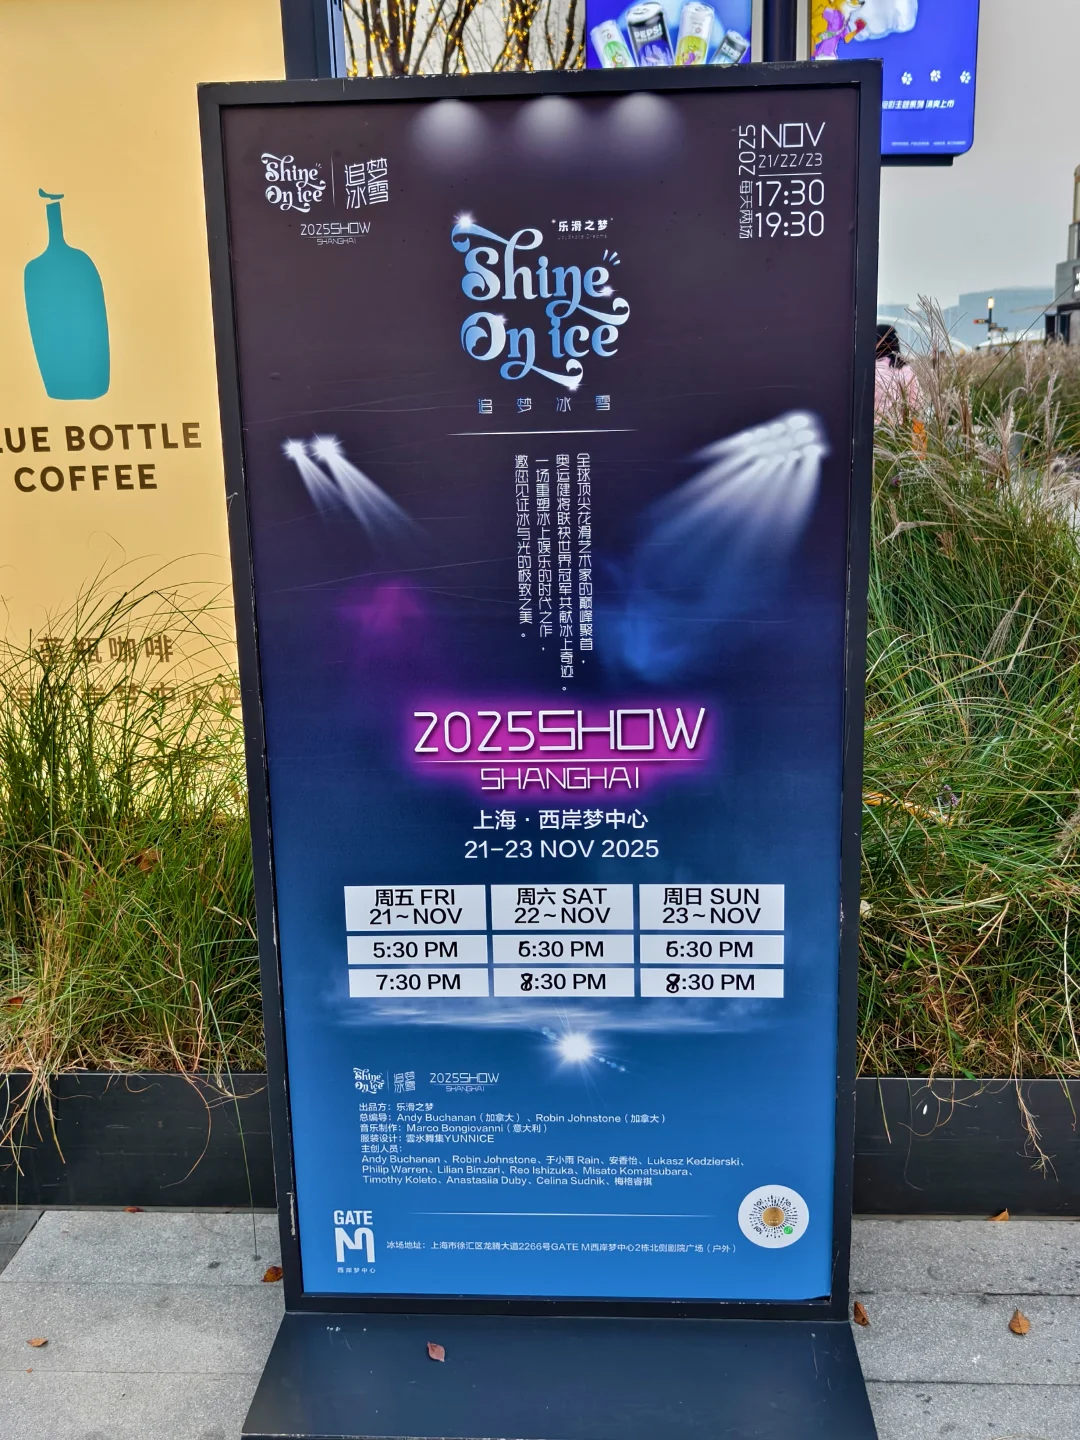 Shine
On ice
追梦
冰雪
2025SHOW
SHANGHAI
2025
每天两场
NOV
21/22/23
17:30
19:30
"乐滑之梦"
Shine
On ice
追梦冰雪
全球顶尖花滑艺术家的巅峰聚首，
奥运健将联袂世界冠军共献冰上奇迹。
一场重塑冰上娱乐的时代之作，
邀您见证冰与光的极致之美。
2025SHOW
SHANGHAI
上海·西岸梦中心
21-23 NOV 2025
周五 FRI
21~NOV
5:30 PM
7:30 PM
周六 SAT
22~NOV
6:30 PM
8:30 PM
周日 SUN
23~NOV
6:30 PM
8:30 PM
Shine
On ice
追梦
冰雪
2025SHOW
SHANGHAI
出品方：乐滑之梦
总编导：Andy Buchanan（加拿大）、Robin Johnstone（加拿大）
音乐制作：Marco Bongiovanni（意大利）
服装设计：雲水舞集YUNNICE
主创人员：
Andy Buchanan、Robin Johnstone、于小雨 Rain、安香怡、Lukasz Kedzierski、
Philip Warren、Lilian Binzari、Reo Ishizuka、Misato Komatsubara、
Timothy Koleto、Anastasiia Duby、Celina Sudnik、梅格睿祺
GATE
M
西岸梦中心
冰场地址：上海市徐汇区龙腾大道2266号GATE M西岸梦中心2栋北侧剧院广场（户外）
LUE BOTTLE
COFFEE
蓝瓶咖啡
PEPSI